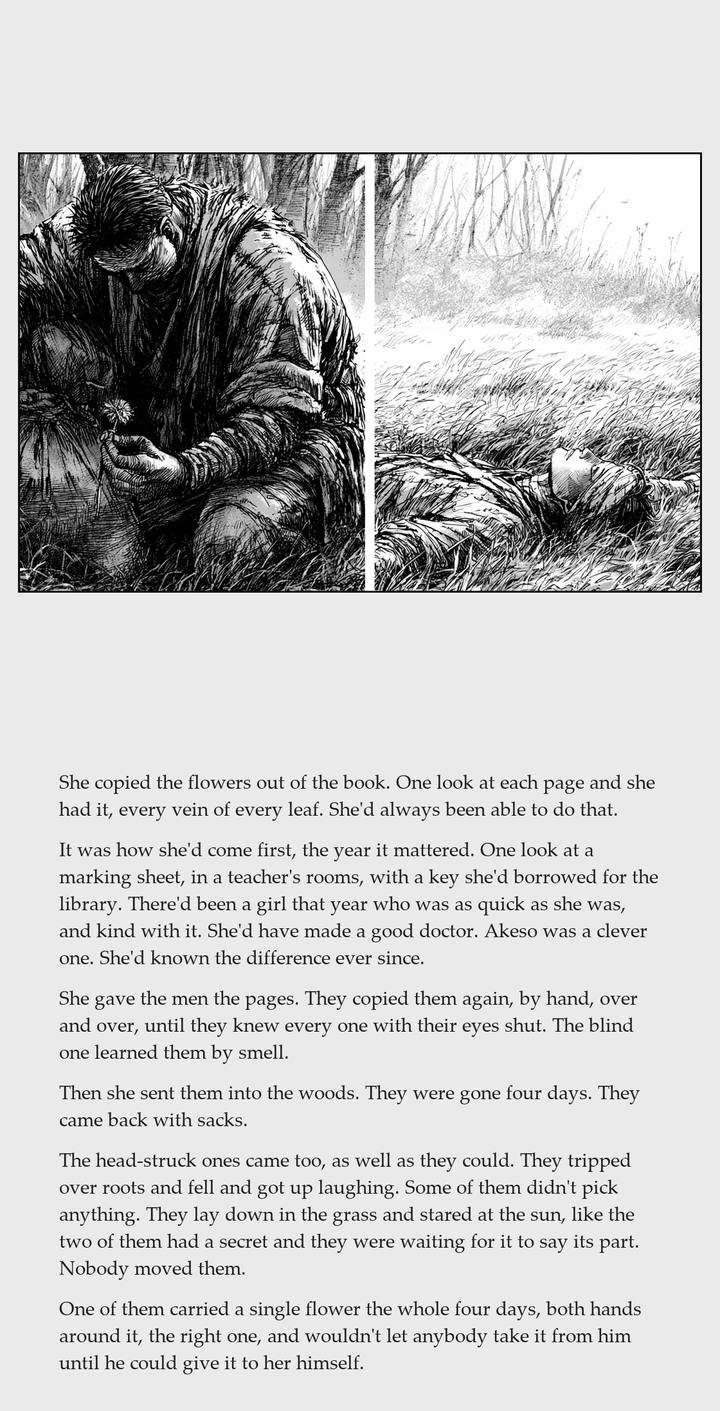 She copied the flowers out of the book. One look at each page and she
had it, every vein of every leaf. She'd always been able to do that.
It was how she'd come first, the year it mattered. One look at a
marking sheet, in a teacher's rooms, with a key she'd borrowed for the
library. There'd been a girl that year who was as quick as she was,
and kind with it. She'd have made a good doctor. Akeso was a clever
one. She'd known the difference ever since.
She gave the men the pages. They copied them again, by hand, over
and over, until they knew every one with their eyes shut. The blind
one learned them by smell.
Then she sent them into the woods. They were gone four days. They
came back with sacks.
The head-struck ones came too, as well as they could. They tripped
over roots and fell and got up laughing. Some of them didn't pick
anything. They lay down in the grass and stared at the sun, like the
two of them had a secret and they were waiting for it to say its part.
Nobody moved them.
One of them carried a single flower the whole four days, both hands
around it, the right one, and wouldn't let anybody take it from him
until he could give it to her himself.